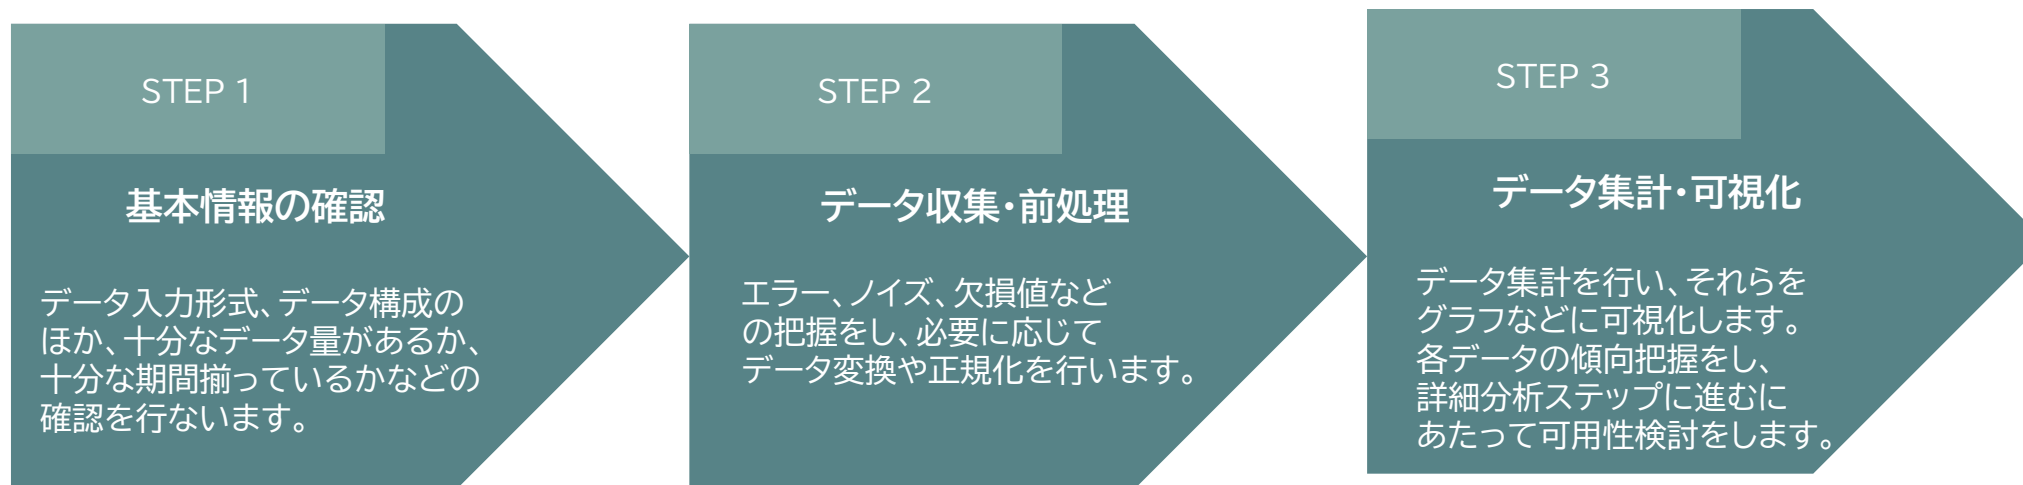 STEP 1
基本情報の確認
データ入力形式、データ構成の
ほか、十分なデータ量があるか、
十分な期間揃っているかなどの
確認を行ないます。
STEP 2
データ収集・前処理
エラー、ノイズ、欠損値など
の把握をし、必要に応じて
データ変換や正規化を行います。
STEP 3
データ集計・可視化
データ集計を行い、それらを
グラフなどに可視化します。
各データの傾向把握をし、
詳細分析ステップに進むに
あたって可用性検討をします。